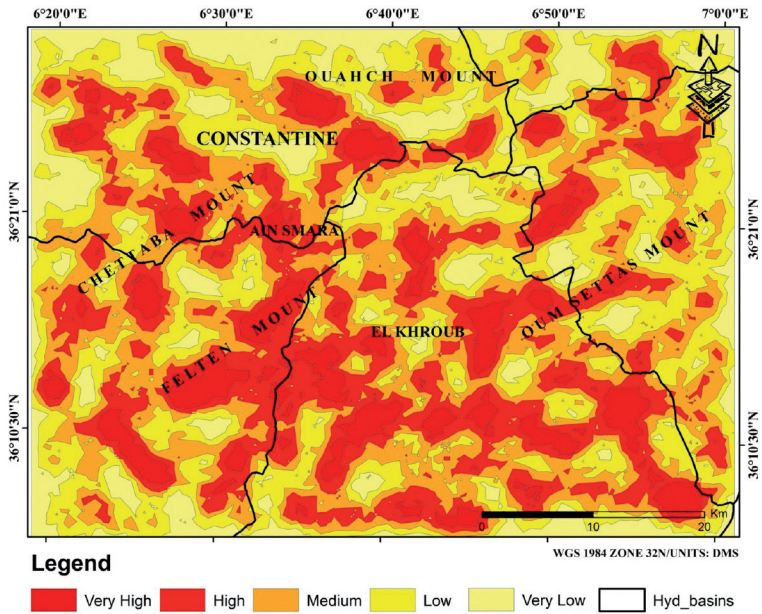 6°20'0"E 6°30'0"E 6°40'0"E 6°50'0"E 7°0'0"E
N
OUAHCH MOUNT
CONSTANTINE
36°21'0"N
36°21'0"N
CHETTABA MOUNT
AIN SMARA
OUM SETTAS MOUNT
FELTEN MOUNT
EL KHROUB
36°10'30"N
36°10'30"N
Km
0 10 20
WGS 1984 ZONE 32N/UNITS: DMS
Legend
Very High High Medium Low Very Low Hyd_basins